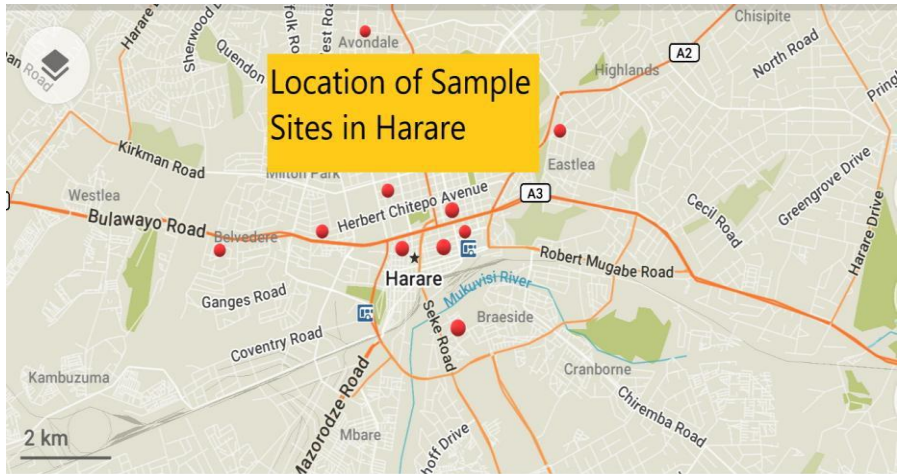 Chisipite
Avondale
A2
North Road
Highlands
Location of Sample
Sites in Harare
Kirkman Road
Milton Park
Eastlea
Westlea
Herbert Chitepo Avenue
A3
Cecil Road
Greengrove Drive
Harare Drive
Bulawayo Road
Belvedere
Robert Mugabe Road
Harare
Mukuvisi River
Ganges Road
Seke Road
Braeside
Coventry Road
Cranborne
Kambuzuma
Mazorodze Road
Chiremba Road
2 km
Mbare